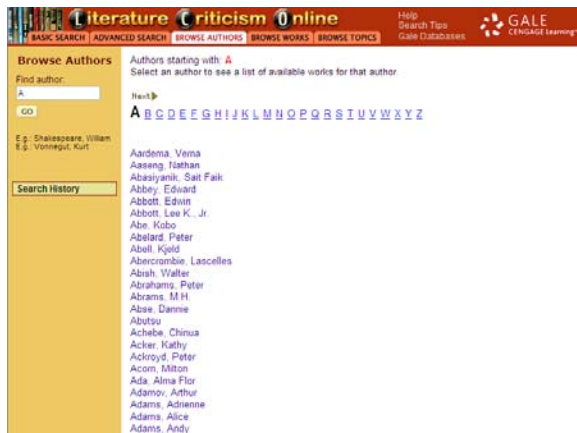 Literature Criticism Online
Help
Search Tips
Gale Databases
GALE
CENGAGE Learning™
BASIC SEARCH ADVANCED SEARCH BROWSE AUTHORS BROWSE WORKS BROWSE TOPICS
Browse Authors
Find author:
A
GO
E.g.: Shakespeare, William
E.g.: Vonnegut, Kurt
Search History
Authors starting with: A
Select an author to see a list of available works for that author
Next
A B C D E F G H I J K L M N O P Q R S T U V W X Y Z
Aardema, Verna
Aaseng, Nathan
Abasiyanik, Sait Faik
Abbey, Edward
Abbott, Edwin
Abbott, Lee K., Jr.
Abe, Kobo
Abelard, Peter
Abell, Kjeld
Abercrombie, Lascelles
Abish, Walter
Abrahams, Peter
Abrams, M.H.
Abse, Dannie
Abutsu
Achebe, Chinua
Acker, Kathy
Ackroyd, Peter
Acorn, Milton
Ada, Alma Flor
Adamov, Arthur
Adams, Adrienne
Adams, Alice
Adams, Andy